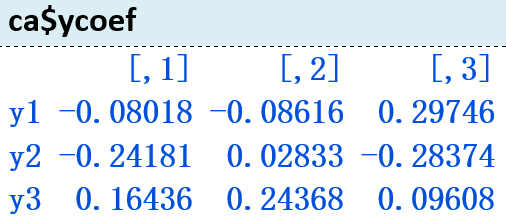 ca$ycoef
[,1] [,2] [,3]
y1 -0.08018 -0.08616 0.29746
y2 -0.24181 0.02833 -0.28374
y3 0.16436 0.24368 0.09608